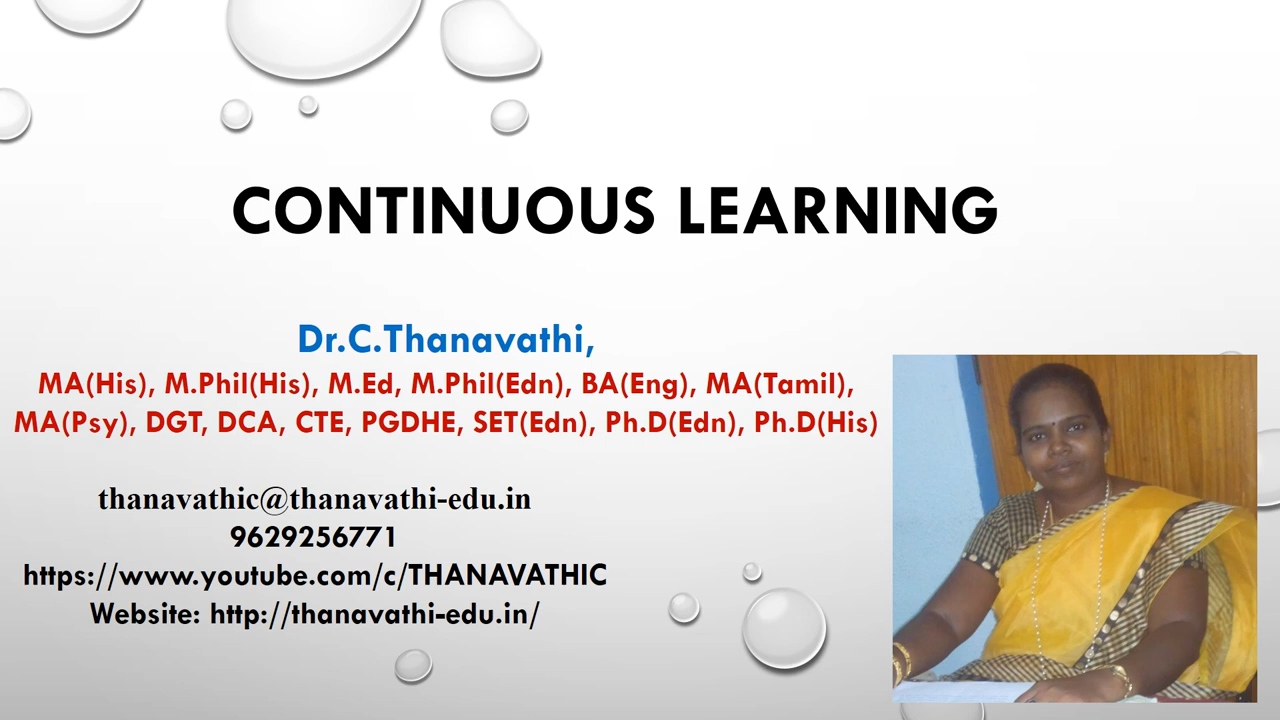 CONTINUOUS LEARNING
Dr.C.Thanavathi,
MA(His), M.Phil(His), M.Ed, M.Phil(Edn), BA(Eng), MA(Tamil),
MA(Psy), DGT, DCA, CTE, PGDHE, SET(Edn), Ph.D(Edn), Ph.D(His)
thanavathic@thanavathi-edu.in
9629256771
https://www.youtube.com/c/THANAVATHIC
Website: http://thanavathi-edu.in/